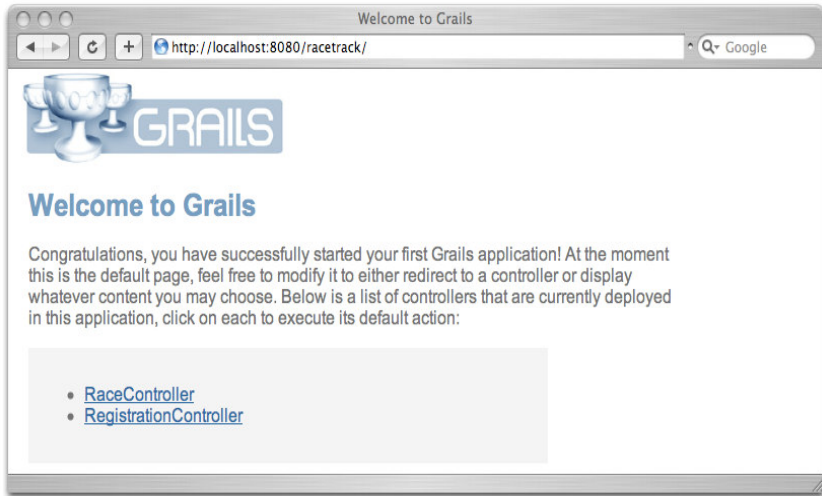 Welcome to Grails
http://localhost:8080/racetrack/
Google
GRAILS
Welcome to Grails
Congratulations, you have successfully started your first Grails application! At the moment
this is the default page, feel free to modify it to either redirect to a controller or display
whatever content you may choose. Below is a list of controllers that are currently deployed
in this application, click on each to execute its default action:
RaceController
RegistrationController